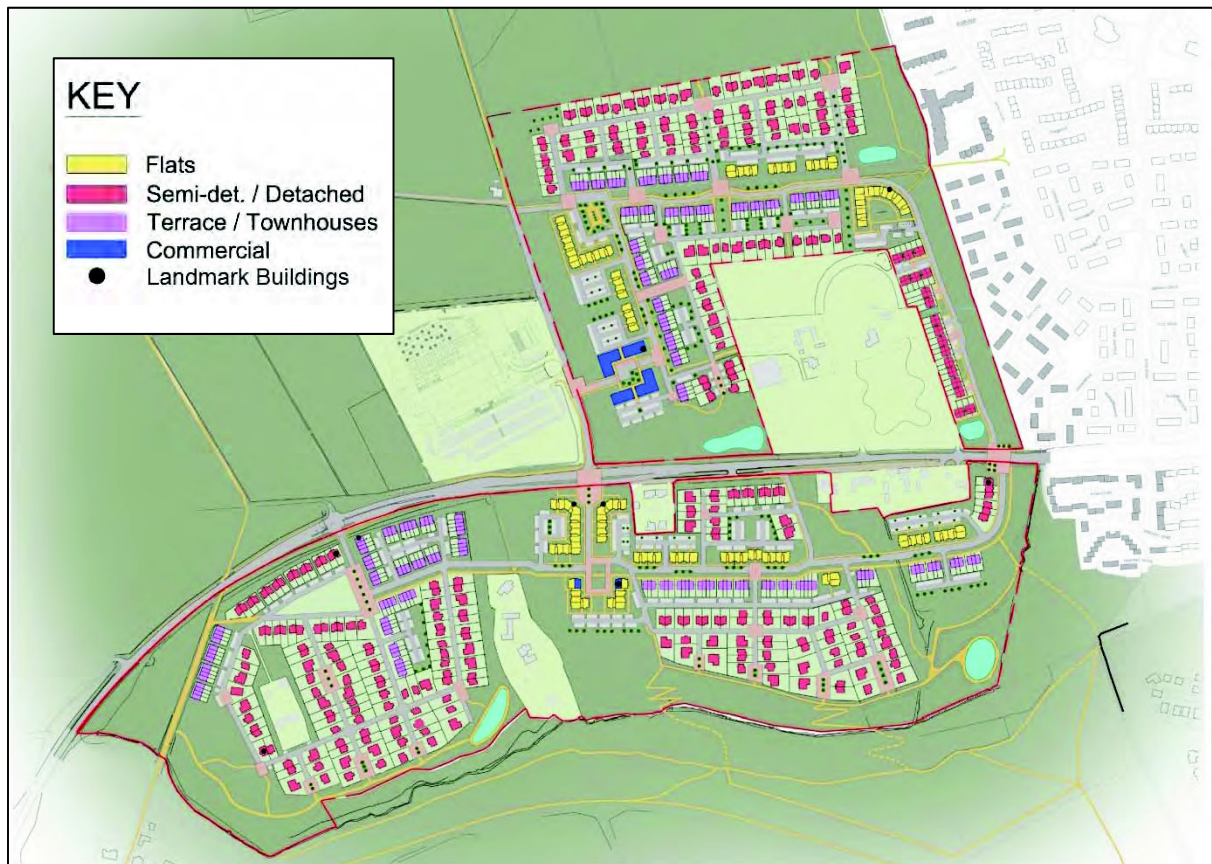 KEY
Flats
Semi-det. / Detached
Terrace / Townhouses
Commercial
Landmark Buildings